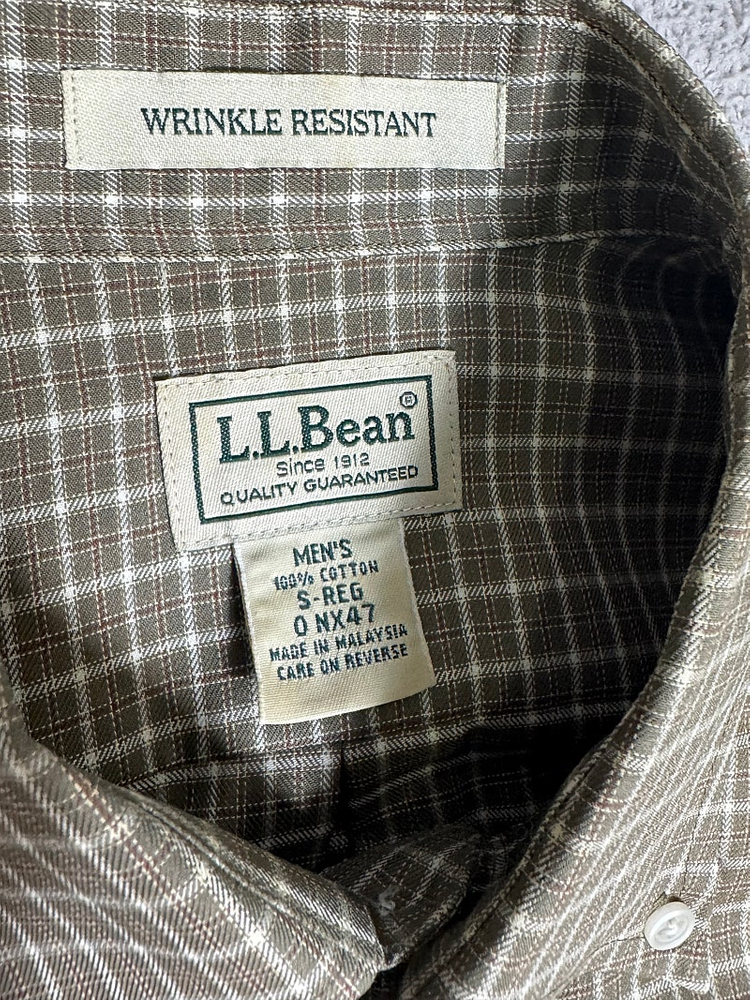 WRINKLE RESISTANT
L.L.Bean®
Since 1912
QUALITY GUARANTEED
MEN'S
100% COTTON
S-REG
0 NX47
MADE IN MALAYSIA
CARE ON REVERSE